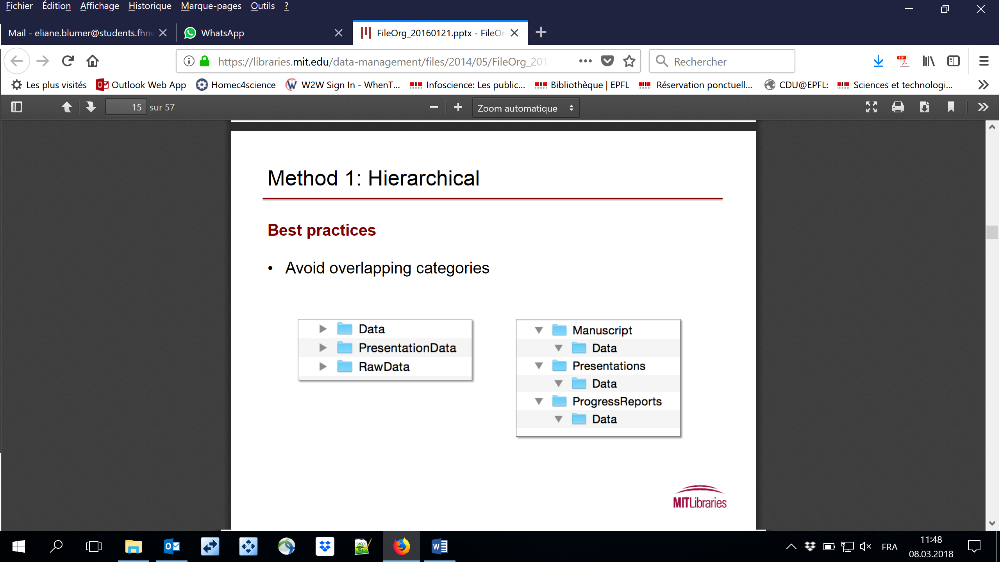 Fichier Édition Affichage Historique Marque-pages Outils ?
Mail - eliane.blumer@students.fhnw
WhatsApp
FileOrg_20160121.pptx - FileOr
https://libraries.mit.edu/data-management/files/2014/05/FileOrg_201
Rechercher
Les plus visités Outlook Web App Homec4science W2W Sign In - WhenT... Infoscience: Les public... Bibliothèque | EPFL Réservation ponctuell... CDU@EPFL: Sciences et technologi...
15 sur 57
Zoom automatique
Method 1: Hierarchical
Best practices
• Avoid overlapping categories
Data
PresentationData
RawData
Manuscript
Data
Presentations
Data
ProgressReports
Data
MITLibraries
FRA
11:48
08.03.2018